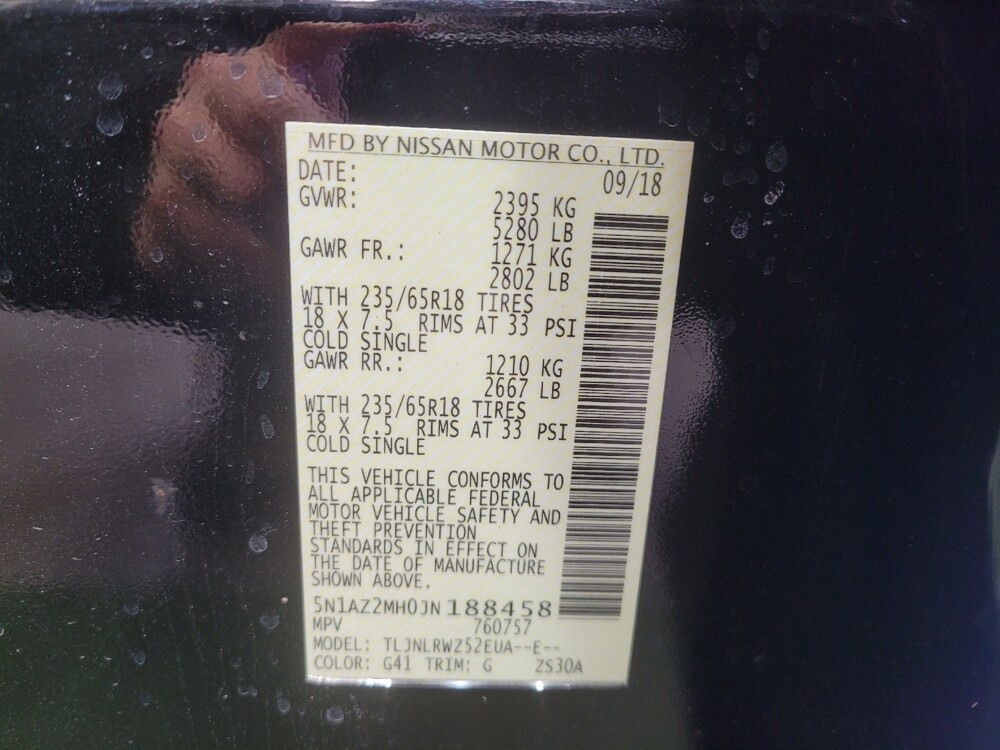 MFD BY NISSAN MOTOR CO., LTD.
DATE: 09/18
GVWR: 2395 KG
5280 LB
GAWR FR.: 1271 KG
2802 LB
WITH 235/65R18 TIRES
18 X 7.5 RIMS AT 33 PSI
COLD SINGLE
GAWR RR.: 1210 KG
2667 LB
WITH 235/65R18 TIRES
18 X 7.5 RIMS AT 33 PSI
COLD SINGLE
THIS VEHICLE CONFORMS TO
ALL APPLICABLE FEDERAL
MOTOR VEHICLE SAFETY AND
THEFT PREVENTION
STANDARDS IN EFFECT ON
THE DATE OF MANUFACTURE
SHOWN ABOVE.
5N1AZ2MH0JN188458
MPV 760757
MODEL: TLJNLRWZ52EUA--E--
COLOR: G41 TRIM: G ZS30A